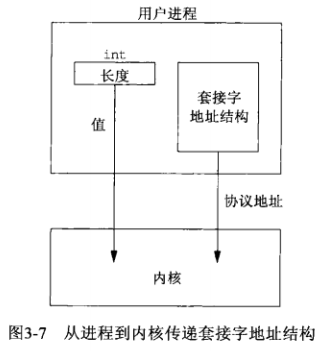 用户进程
int
长度
套接字
地址结构
值
协议地址
内核
图3-7 从进程到内核传递套接字地址结构